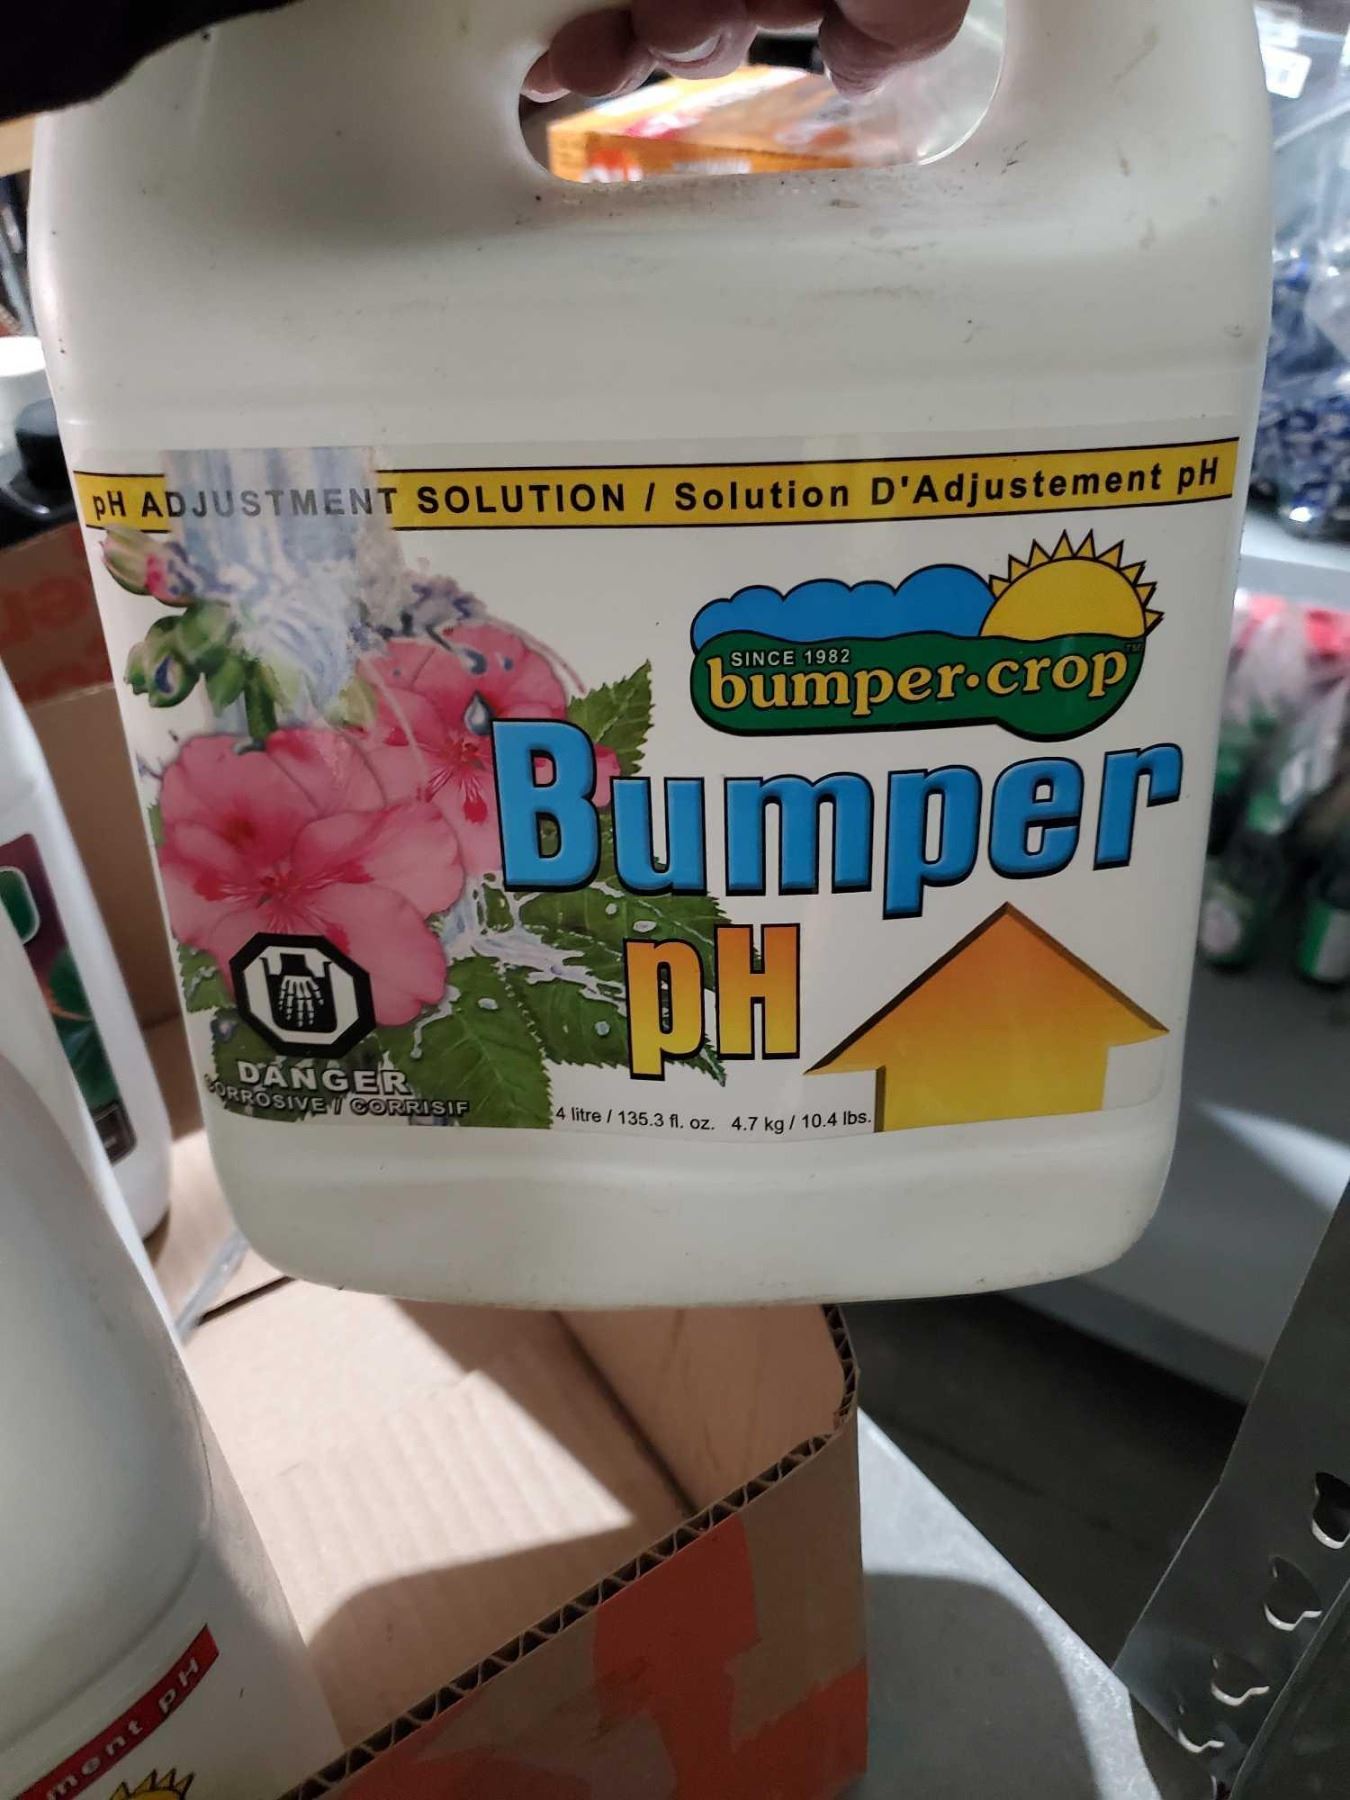 pH ADJUSTMENT SOLUTION / Solution D'Adjustement pH
SINCE 1982
bumper·crop™
Bumper
pH
DANGER
CORROSIVE / CORRISIF
4 litre / 135.3 fl. oz. 4.7 kg / 10.4 lbs.
ment pH